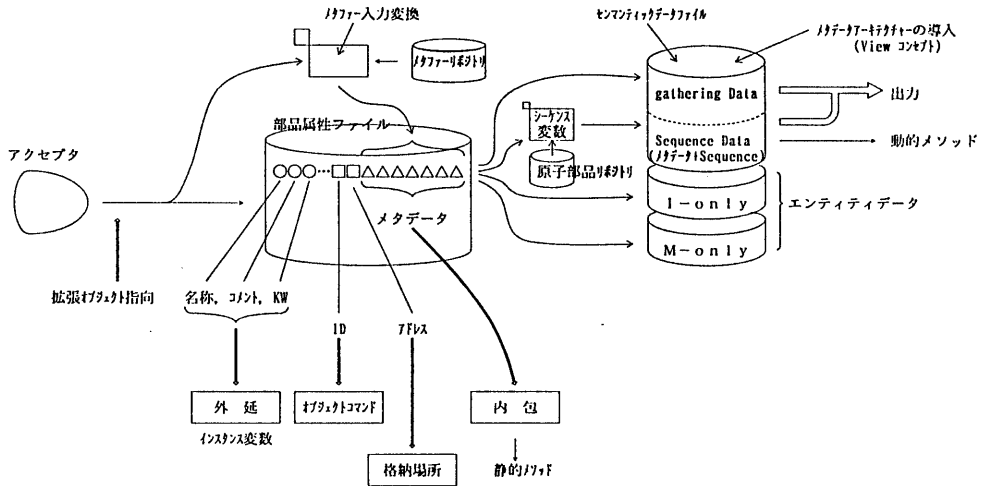 メタファー入力変換
メタファーリポジトリ
セマンティックデータファイル
メタデータアーキテクチャーの導入
(View コンセプト)
部品属性ファイル
シーケンス
変数
原子部品リポジトリ
gathering Data
Sequence Data
(メタデータ+Sequence)
I-only
M-only
出力
動的メソッド
エンティティデータ
アクセプタ
メタデータ
拡張オブジェクト指向
名称, コメント, KW
ID
アドレス
外 延
インスタンス変数
オブジェクトコマンド
格納場所
内 包
静的メソッド